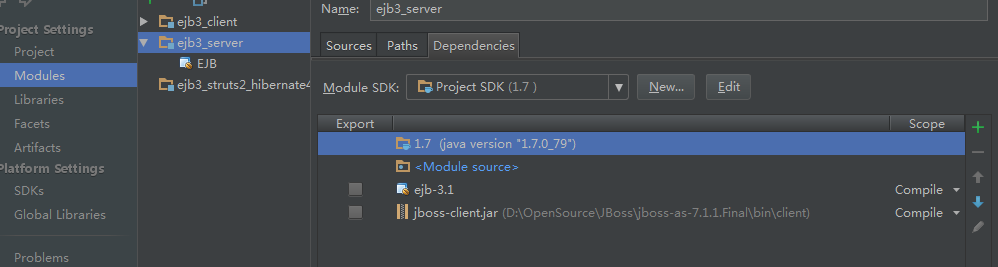 Project Settings
Project
Modules
Libraries
Facets
Artifacts
Platform Settings
SDKs
Global Libraries
Problems
ejb3_client
ejb3_server
EJB
ejb3_struts2_hibernate4
Name: ejb3_server
Sources Paths Dependencies
Module SDK: Project SDK (1.7 ) New... Edit
Export Scope
1.7 (java version "1.7.0_79")
<Module source>
ejb-3.1 Compile
jboss-client.jar (D:\OpenSource\JBoss\jboss-as-7.1.1.Final\bin\client) Compile